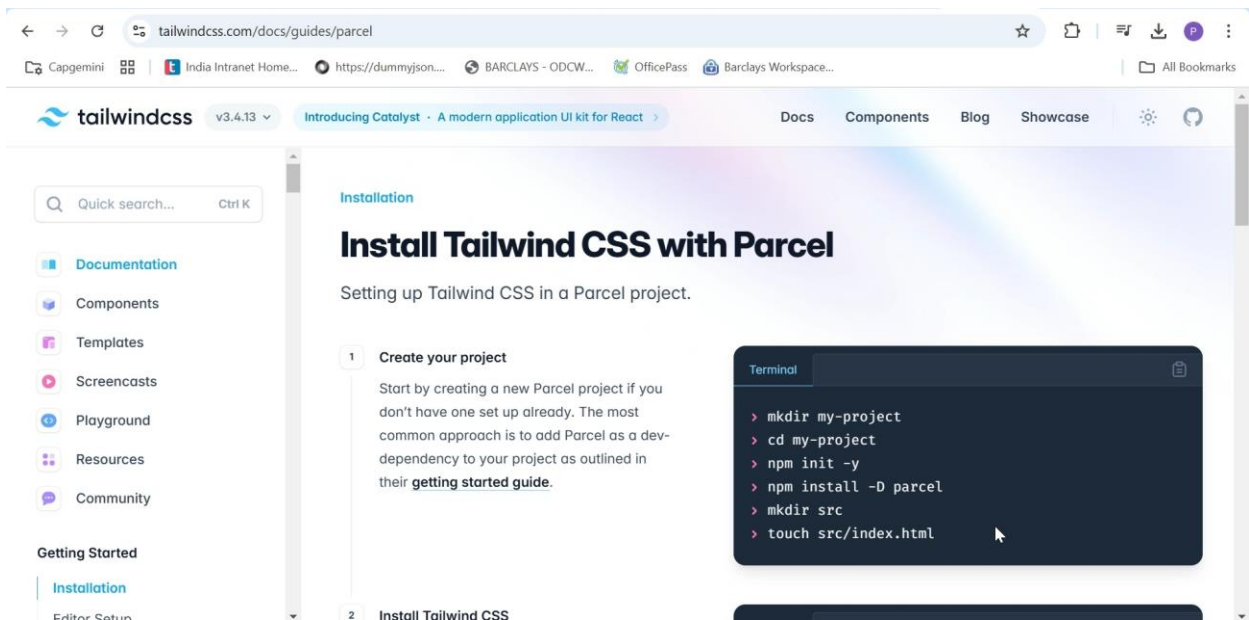 tailwindcss.com/docs/guides/parcel
P
Capgemini
India Intranet Home...
https://dummyjson....
BARCLAYS - ODCW...
OfficePass
Barclays Workspace...
All Bookmarks
tailwindcss
v3.4.13
Introducing Catalyst · A modern application UI kit for React >
Docs
Components
Blog
Showcase
Quick search...
Ctrl K
Documentation
Components
Templates
Screencasts
Playground
Resources
Community
Getting Started
Installation
Editor Setup
Installation
Install Tailwind CSS with Parcel
Setting up Tailwind CSS in a Parcel project.
1
Create your project
Start by creating a new Parcel project if you
don't have one set up already. The most
common approach is to add Parcel as a dev-
dependency to your project as outlined in
their getting started guide.
Terminal
> mkdir my-project
> cd my-project
> npm init -y
> npm install -D parcel
> mkdir src
> touch src/index.html
2
Install Tailwind CSS